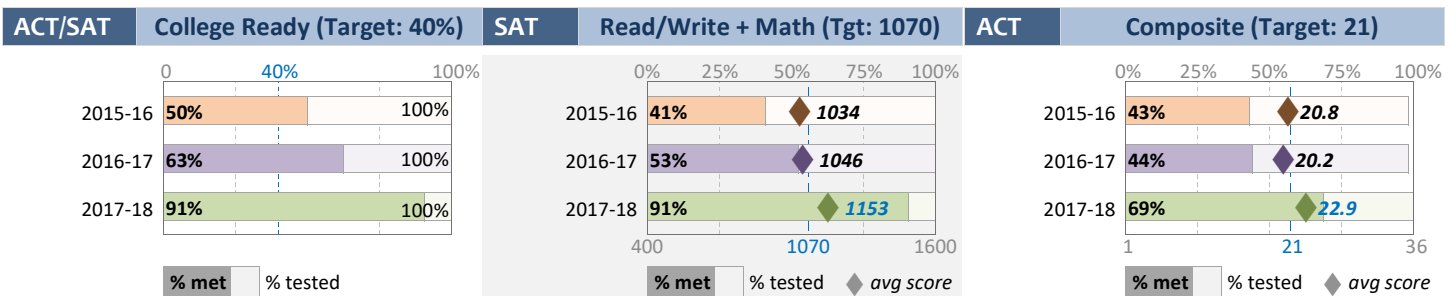 ACT/SAT College Ready (Target: 40%)
0 40% 100%
2015-16 50% 100%
2016-17 63% 100%
2017-18 91% 100%
% met % tested
SAT Read/Write + Math (Tgt: 1070)
0% 25% 50% 75% 100%
2015-16 41% 1034
2016-17 53% 1046
2017-18 91% 1153
400 1070 1600
% met % tested avg score
ACT Composite (Target: 21)
0% 25% 50% 75% 100%
2015-16 43% 20.8
2016-17 44% 20.2
2017-18 69% 22.9
1 21 36
% met % tested avg score